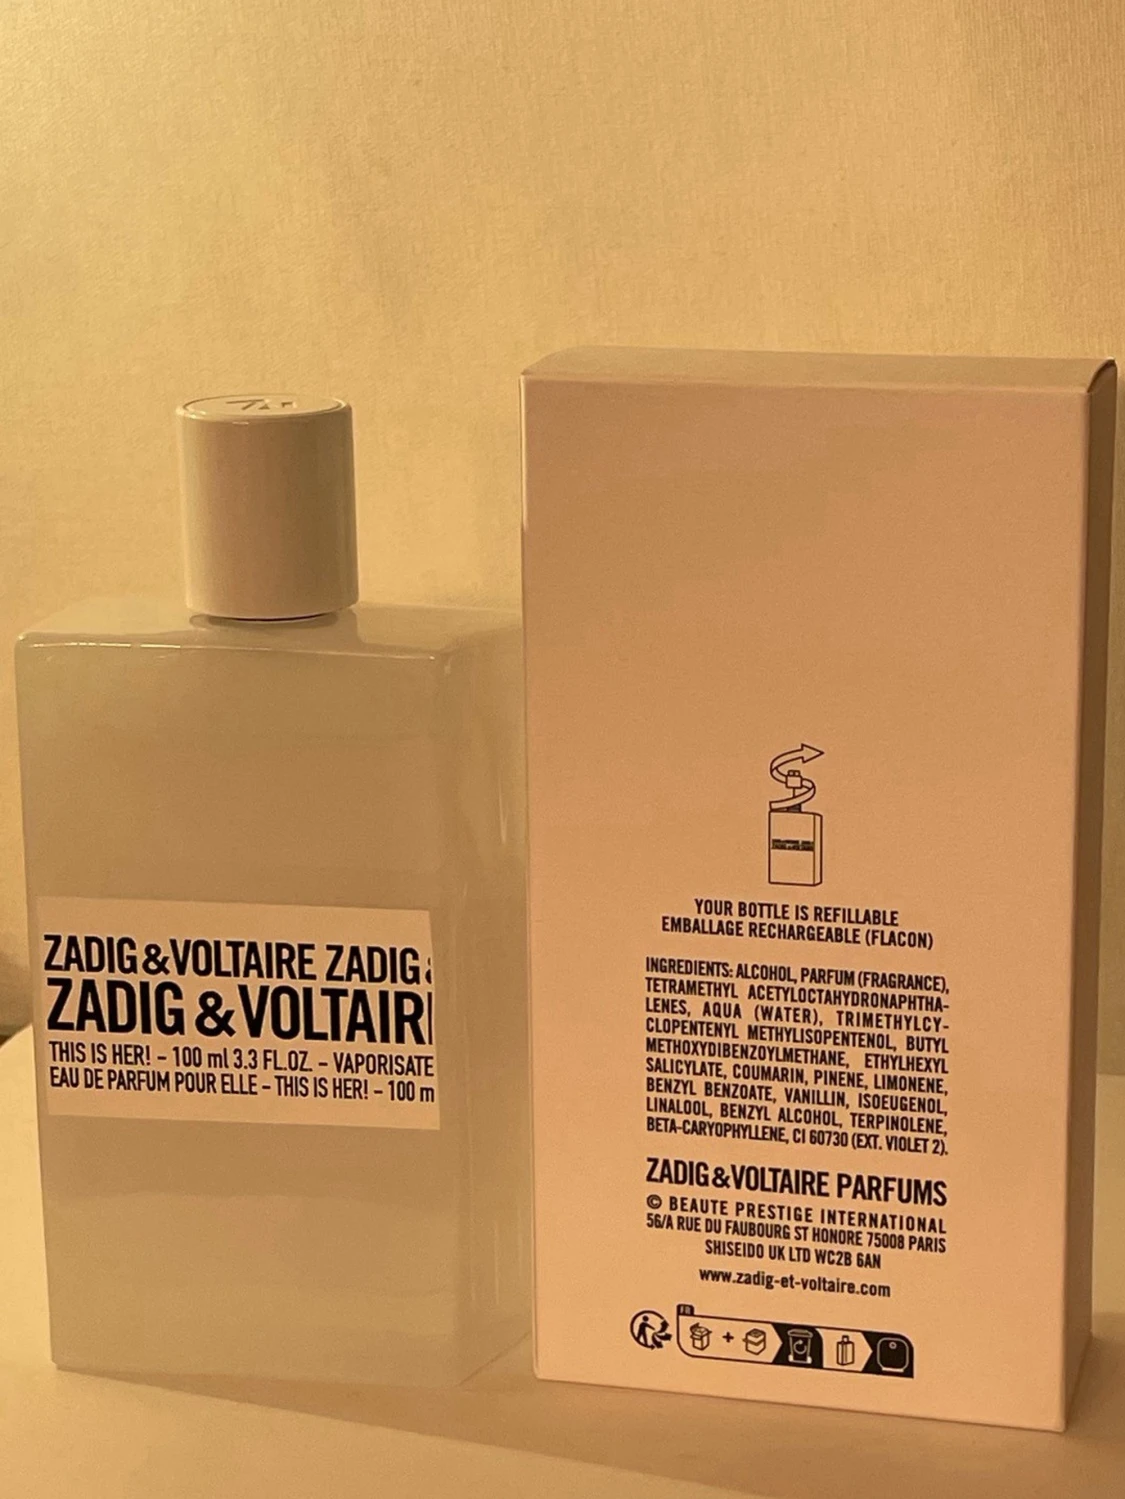 ZADIG&VOLTAIRE ZADIG&
ZADIG &VOLTAIR
THIS IS HER! – 100 ml 3.3 FL.OZ. – VAPORISATE
EAU DE PARFUM POUR ELLE – THIS IS HER! – 100 m
YOUR BOTTLE IS REFILLABLE
EMBALLAGE RECHARGEABLE (FLACON)
INGREDIENTS: ALCOHOL, PARFUM (FRAGRANCE),
TETRAMETHYL ACETYLOCTAHYDRONAPHTHA-
LENES, AQUA (WATER), TRIMETHYLCY-
CLOPENTENYL METHYLISOPENTENOL, BUTYL
METHOXYDIBENZOYLMETHANE, ETHYLHEXYL
SALICYLATE, COUMARIN, PINENE, LIMONENE,
BENZYL BENZOATE, VANILLIN, ISOEUGENOL,
LINALOOL, BENZYL ALCOHOL, TERPINOLENE,
BETA-CARYOPHYLLENE, CI 60730 (EXT. VIOLET 2).
ZADIG&VOLTAIRE PARFUMS
© BEAUTE PRESTIGE INTERNATIONAL
56/A RUE DU FAUBOURG ST HONORE 75008 PARIS
SHISEIDO UK LTD WC2B 6AN
www.zadig-et-voltaire.com
FR
+